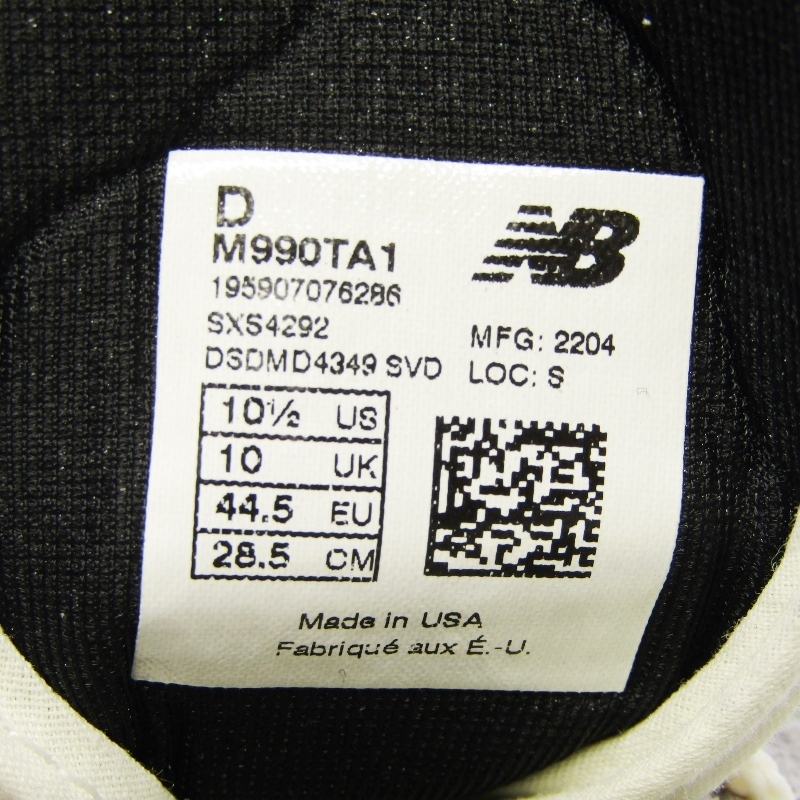 D
M990TA1
195907076286
SXS4292
DSDMD4349 SVD
NB
MFG: 2204
LOC: S
10½ US
10 UK
44.5 EU
28.5 CM
Made in USA
Fabriqué aux É.-U.